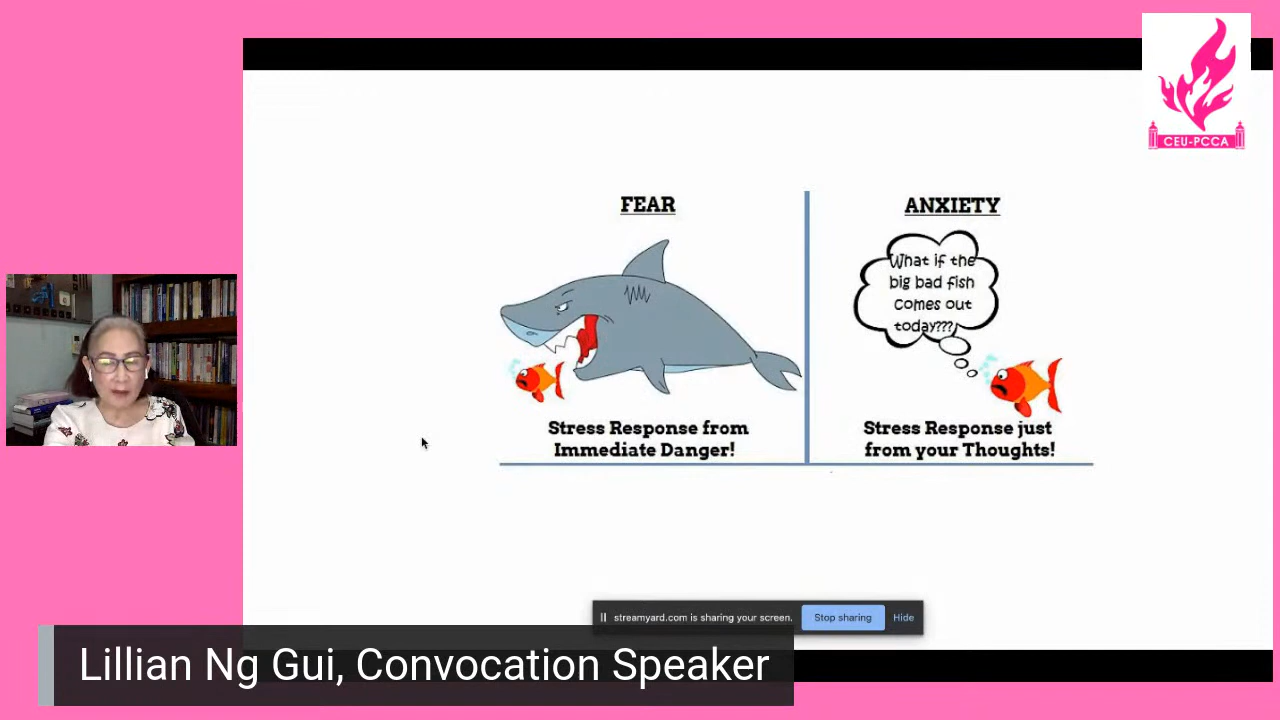 CEU-PCCA
FEAR
ANXIETY
What if the
big bad fish
comes out
today???
Stress Response from
Immediate Danger!
Stress Response just
from your Thoughts!
streamyard.com is sharing your screen.
Stop sharing
Hide
Lillian Ng Gui, Convocation Speaker